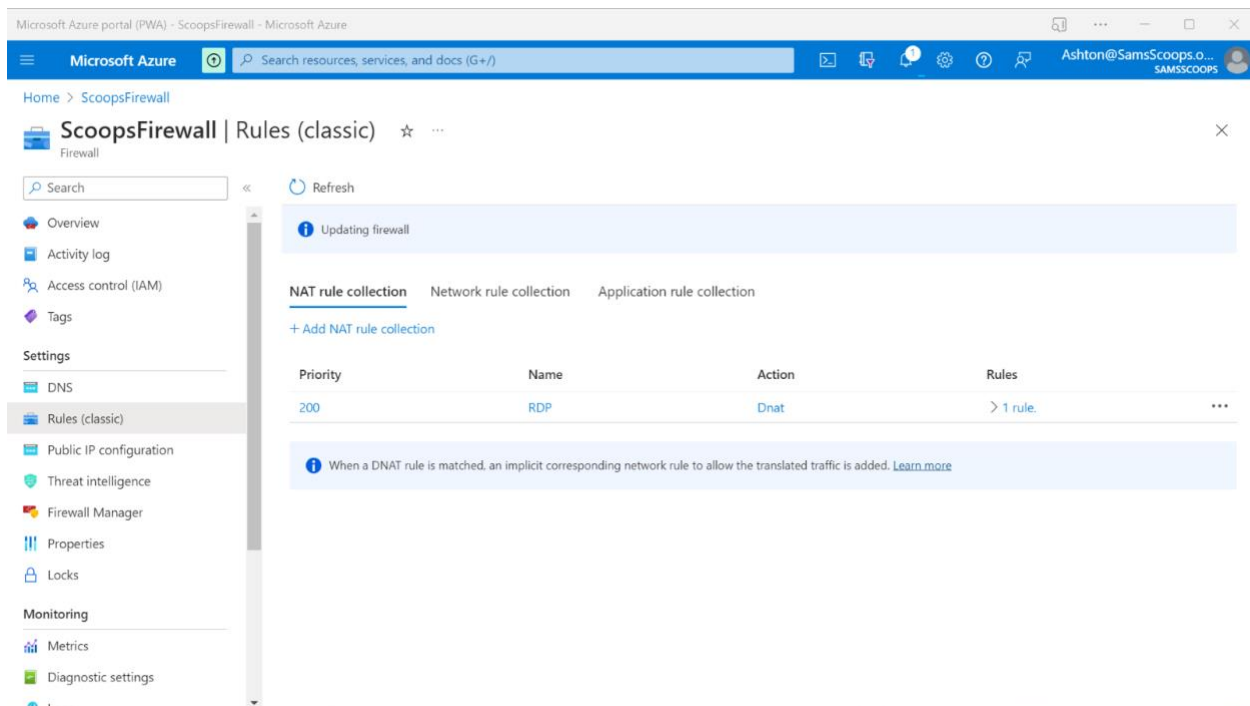 Microsoft Azure portal (PWA) - ScoopsFirewall - Microsoft Azure
Microsoft Azure
Search resources, services, and docs (G+/)
1
Ashton@SamsScoops.o...
SAMSSCOOPS
Home > ScoopsFirewall
ScoopsFirewall | Rules (classic)
Firewall
Search
Overview
Activity log
Access control (IAM)
Tags
Settings
DNS
Rules (classic)
Public IP configuration
Threat intelligence
Firewall Manager
Properties
Locks
Monitoring
Metrics
Diagnostic settings
Refresh
Updating firewall
NAT rule collection Network rule collection Application rule collection
+ Add NAT rule collection
Priority Name Action Rules
200 RDP Dnat > 1 rule.
When a DNAT rule is matched, an implicit corresponding network rule to allow the translated traffic is added. Learn more